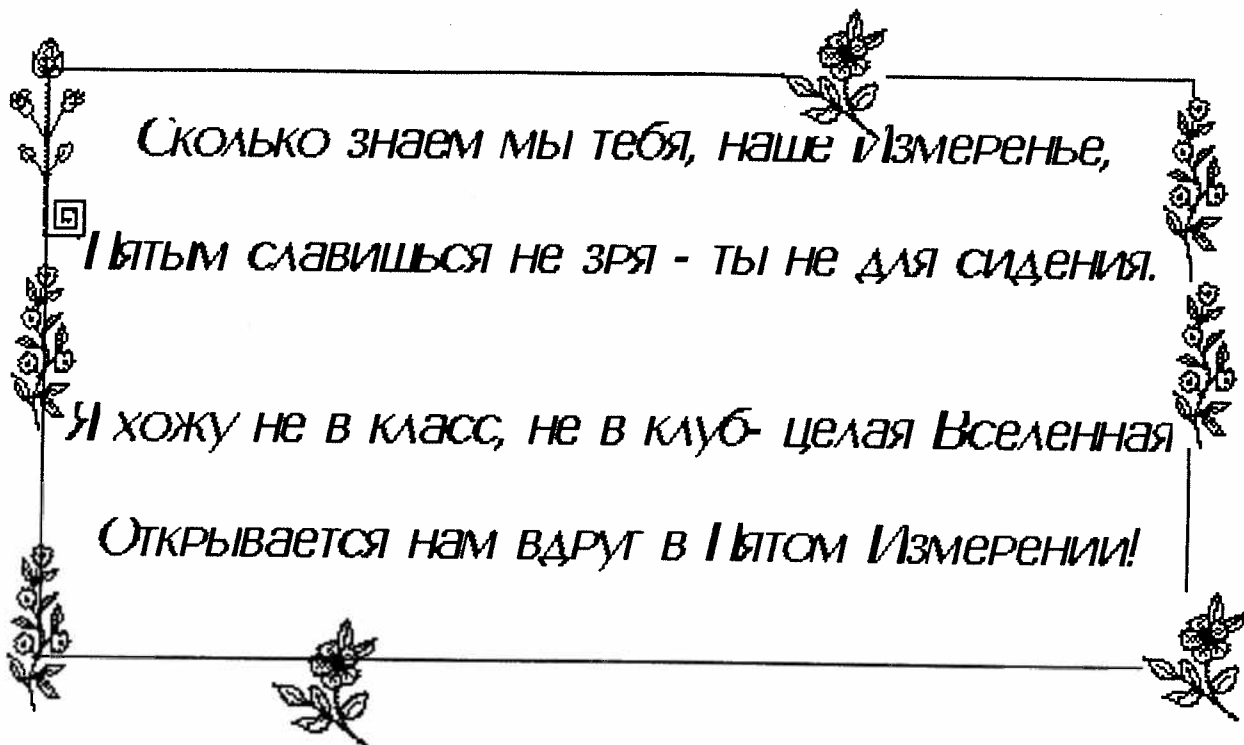 Сколько знаем мы тебя, наше Измеренье,
Пятым славишься не зря - ты не для сидения.
Я хожу не в класс, не в клуб- целая Вселенная
Открывается нам вдруг в Пятом Измерении!